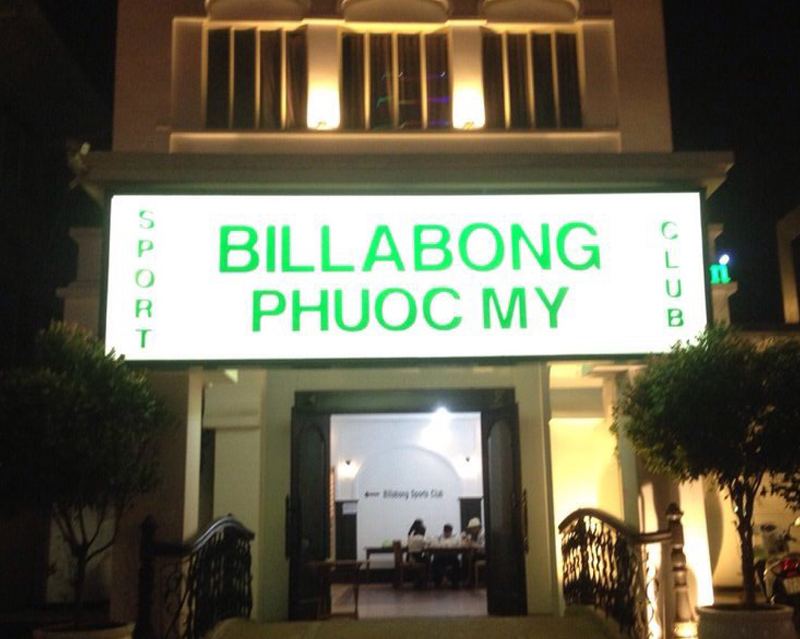 SPORT
BILLABONG
PHUOC MY
CLUB
← Billabong Sports Club